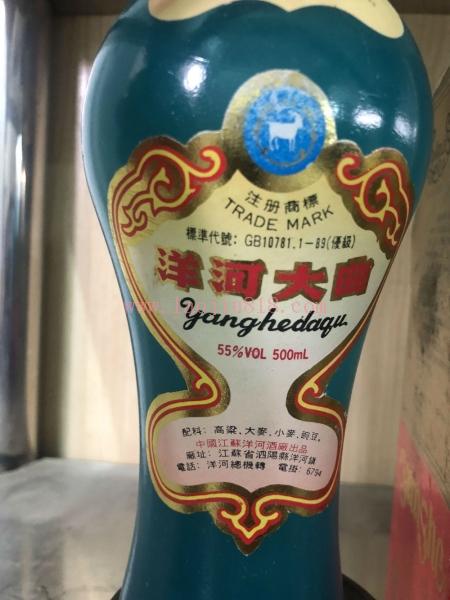 注册商標
TRADE MARK
標準代號：GB10781.1-89(優級)
洋河大曲
yanghedaqu
55%VOL 500mL
配料：高梁、大麥、小麥、豌豆，
中國江蘇洋河酒廠出品
廠址：江蘇省泗陽縣洋河鎮
電話：洋河總機轉 電掛：6794